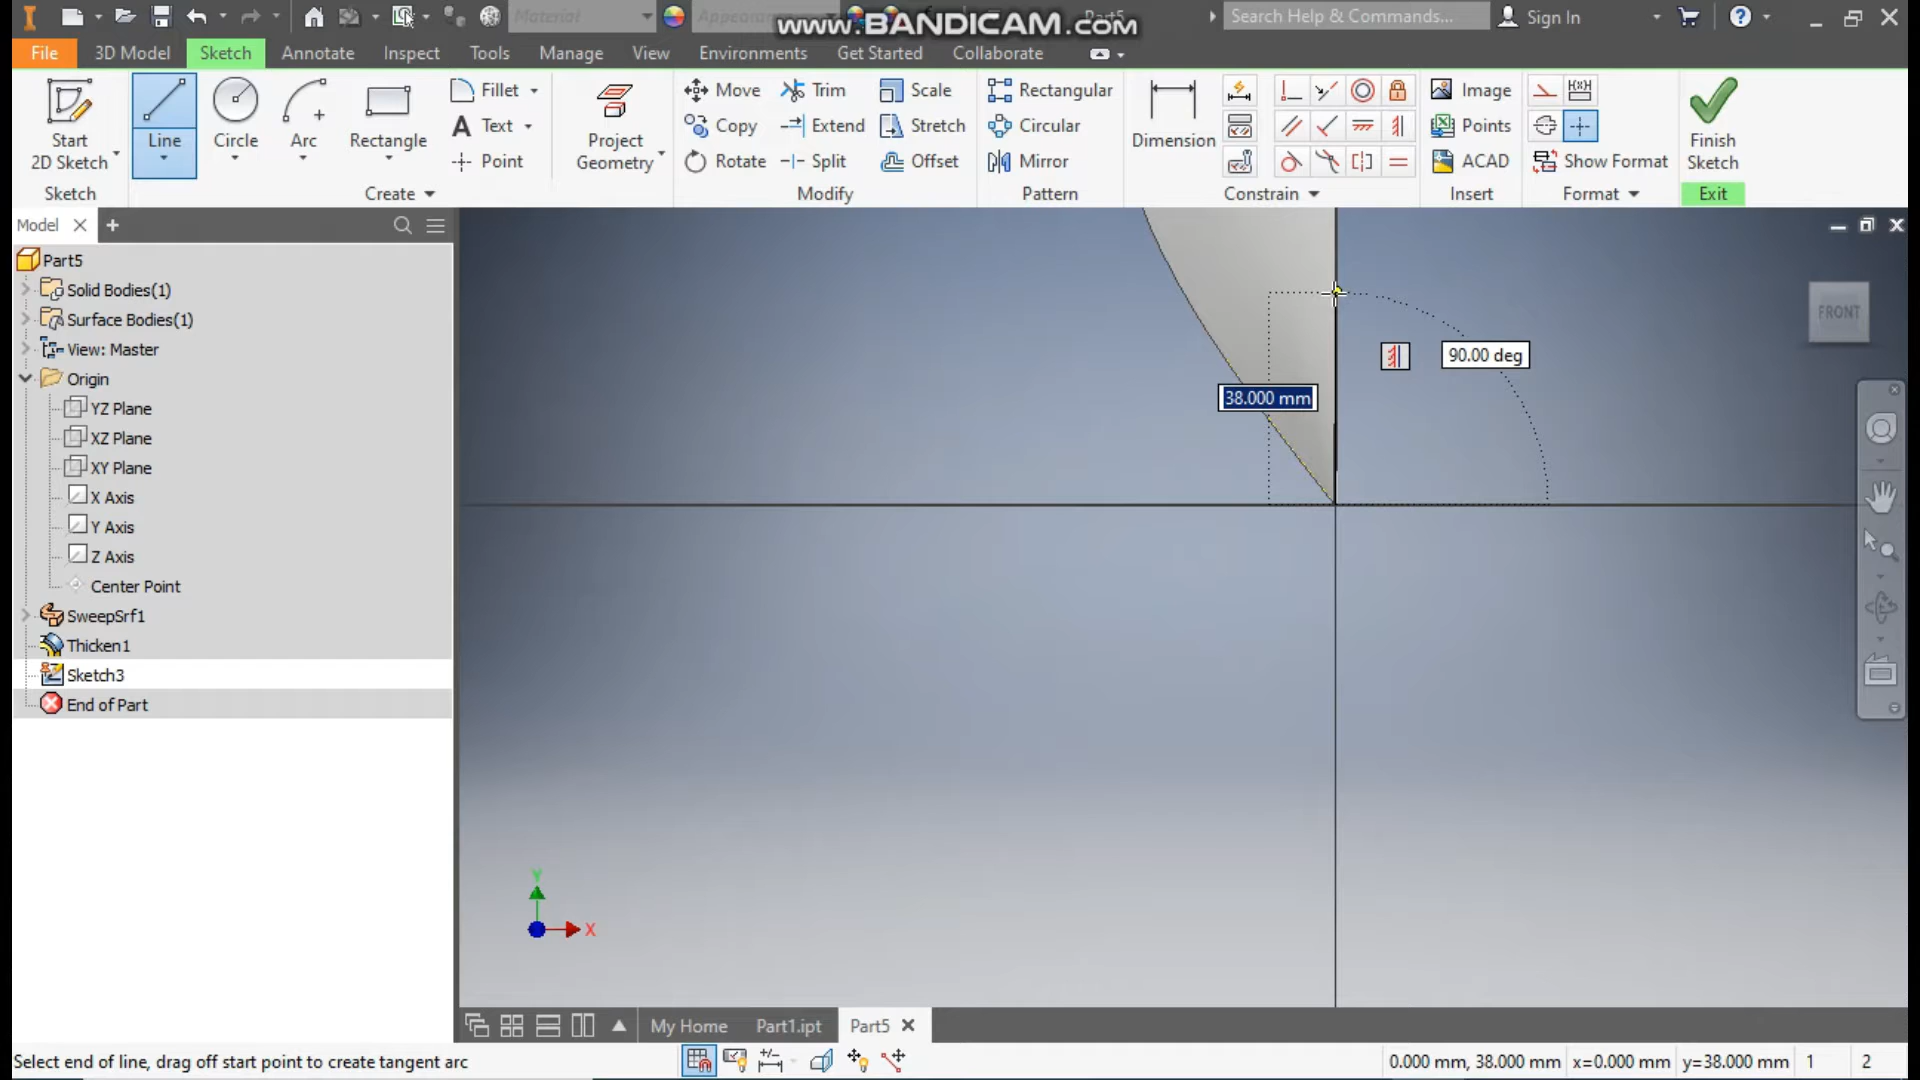 Material
Appearance
www.BANDICAM.com
Part5
Search Help & Commands...
Sign In
File
3D Model
Sketch
Annotate
Inspect
Tools
Manage
View
Environments
Get Started
Collaborate
Start
2D Sketch
Line
Circle
Arc
Rectangle
Fillet
Text
Point
Project
Geometry
Move
Trim
Scale
Copy
Extend
Stretch
Rotate
Split
Offset
Rectangular
Circular
Mirror
Dimension
Image
Points
ACAD
Show Format
Finish
Sketch
Sketch
Create
Modify
Pattern
Constrain
Insert
Format
Exit
Model
Part5
Solid Bodies(1)
Surface Bodies(1)
View: Master
Origin
YZ Plane
XZ Plane
XY Plane
X Axis
Y Axis
Z Axis
Center Point
SweepSrf1
Thicken1
Sketch3
End of Part
FRONT
90.00 deg
38.000 mm
Y
X
My Home
Part1.ipt
Part5
Select end of line, drag off start point to create tangent arc
0.000 mm, 38.000 mm
x=0.000 mm
y=38.000 mm
1
2